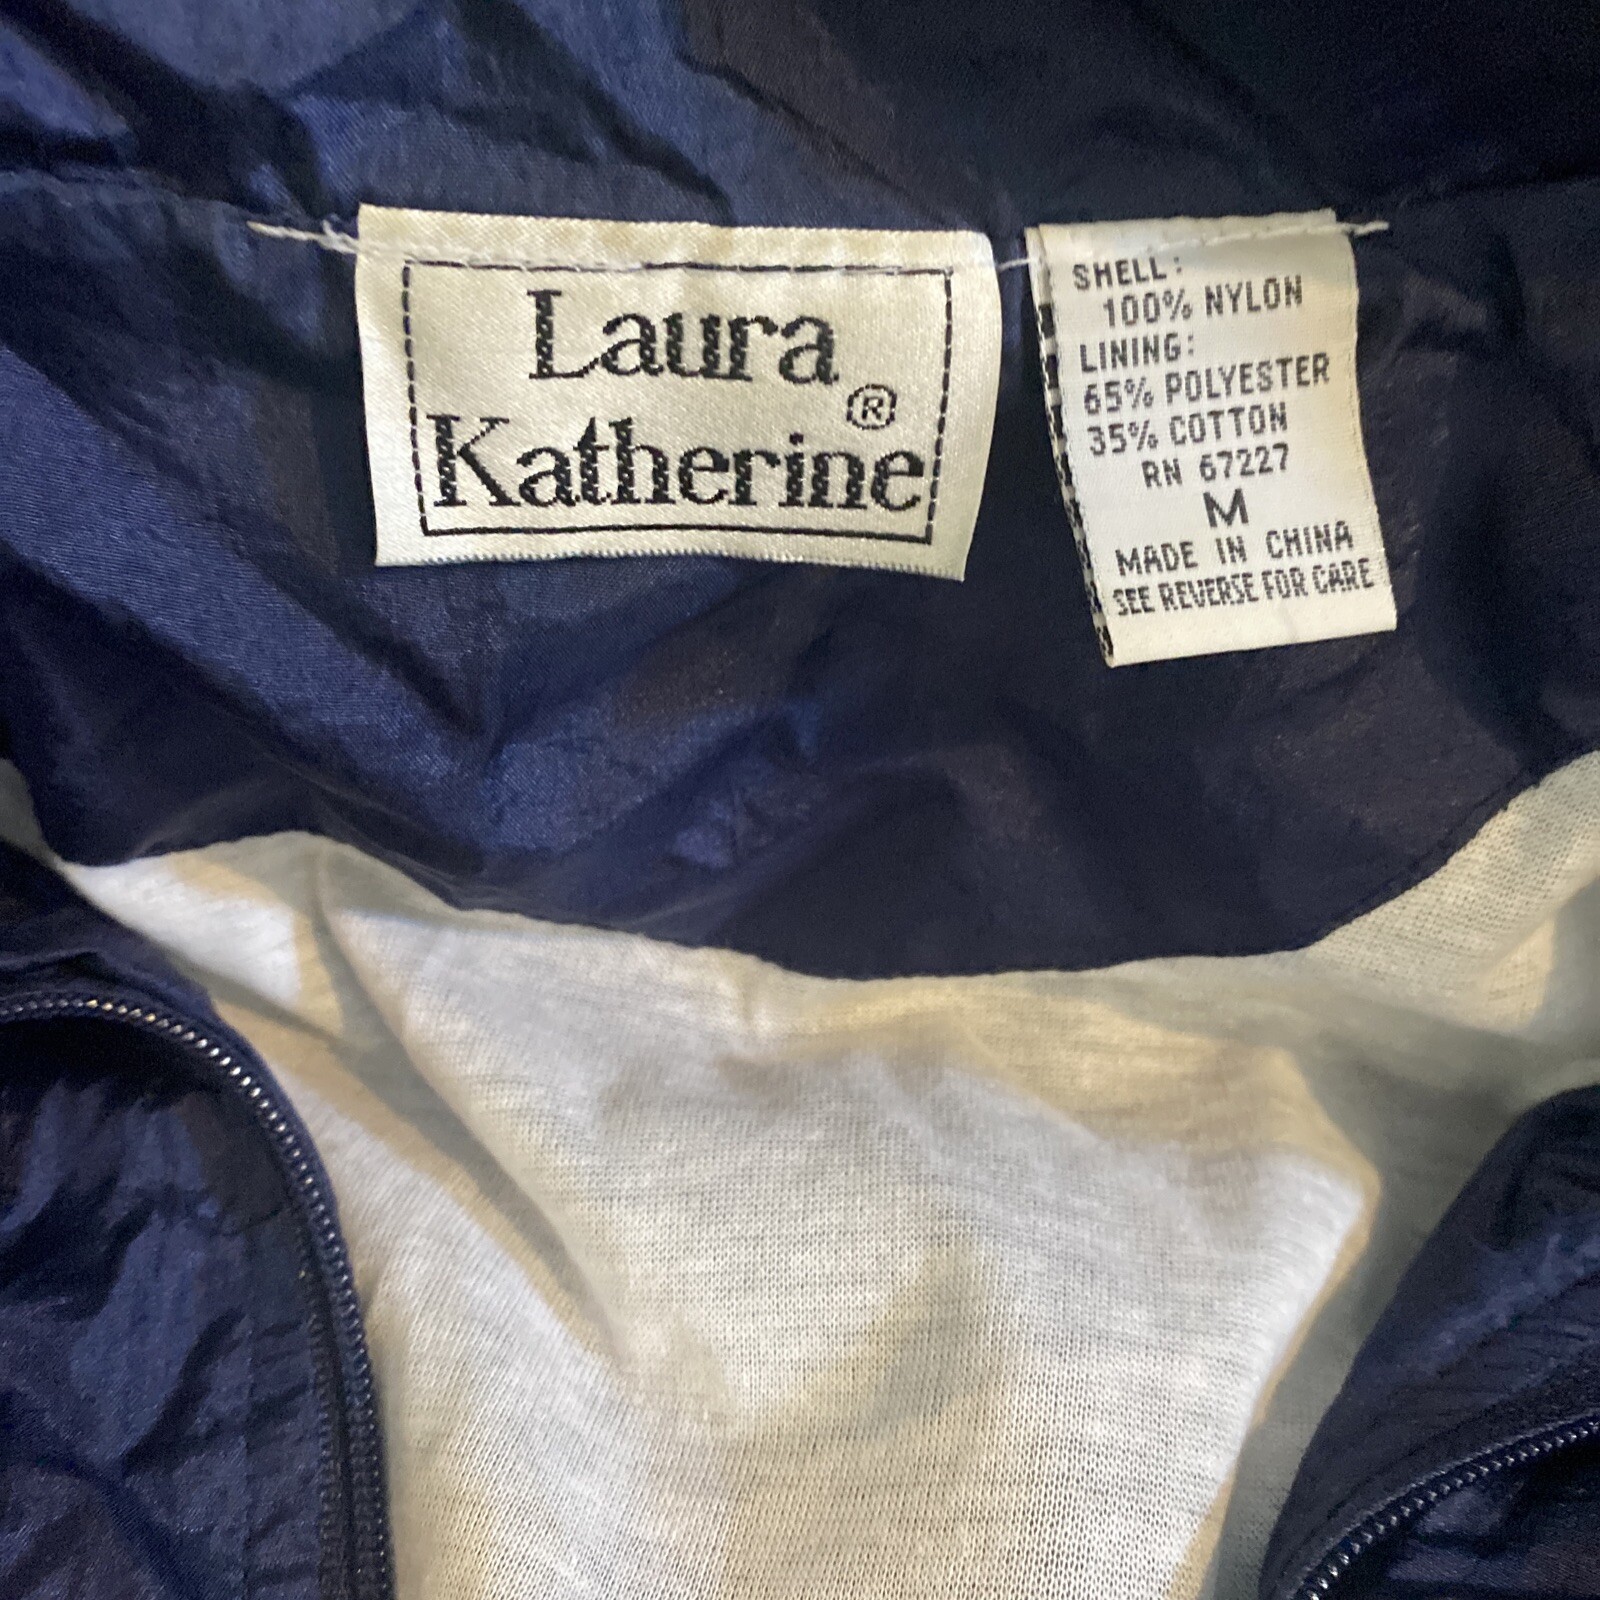 Laura
Katherine®
SHELL:
100% NYLON
LINING:
65% POLYESTER
35% COTTON
RN 67227
M
MADE IN CHINA
SEE REVERSE FOR CARE